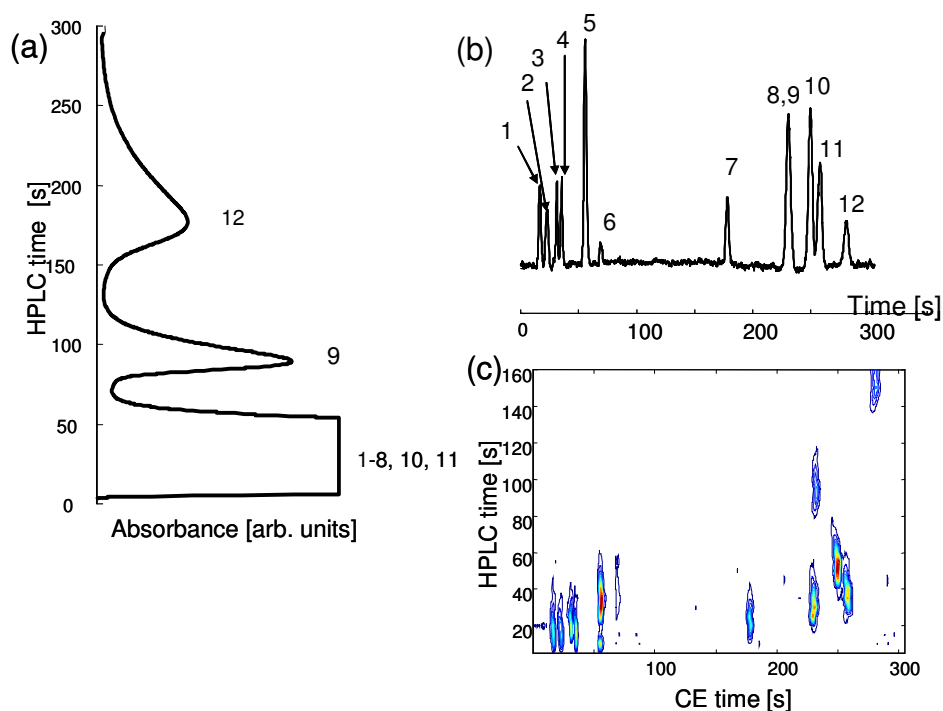 (a)
300
250
200
150
100
50
0
HPLC time [s]
12
9
1-8, 10, 11
Absorbance [arb. units]
(b)
1
2
3
4
5
6
7
8,9
10
11
12
Time [s]
0 100 200 300
(c)
160
140
120
100
80
60
40
20
HPLC time [s]
100 200 300
CE time [s]